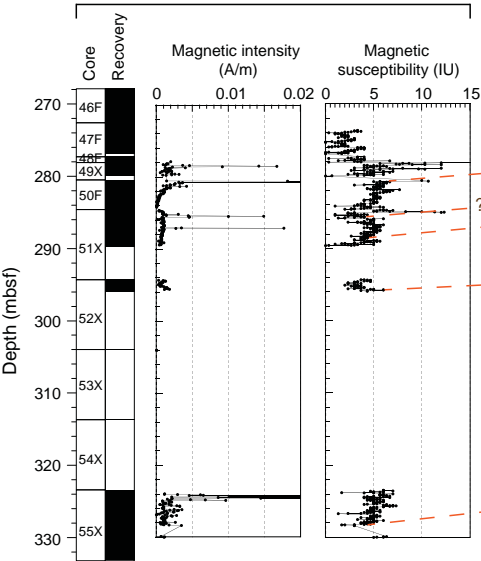 Core
Recovery
Magnetic intensity
(A/m)
Magnetic
susceptibility (IU)
0
0.01
0.02
0
5
10
15
Depth (mbsf)
270
280
290
300
310
320
330
46F
47F
48F
49X
50F
51X
52X
53X
54X
55X
?